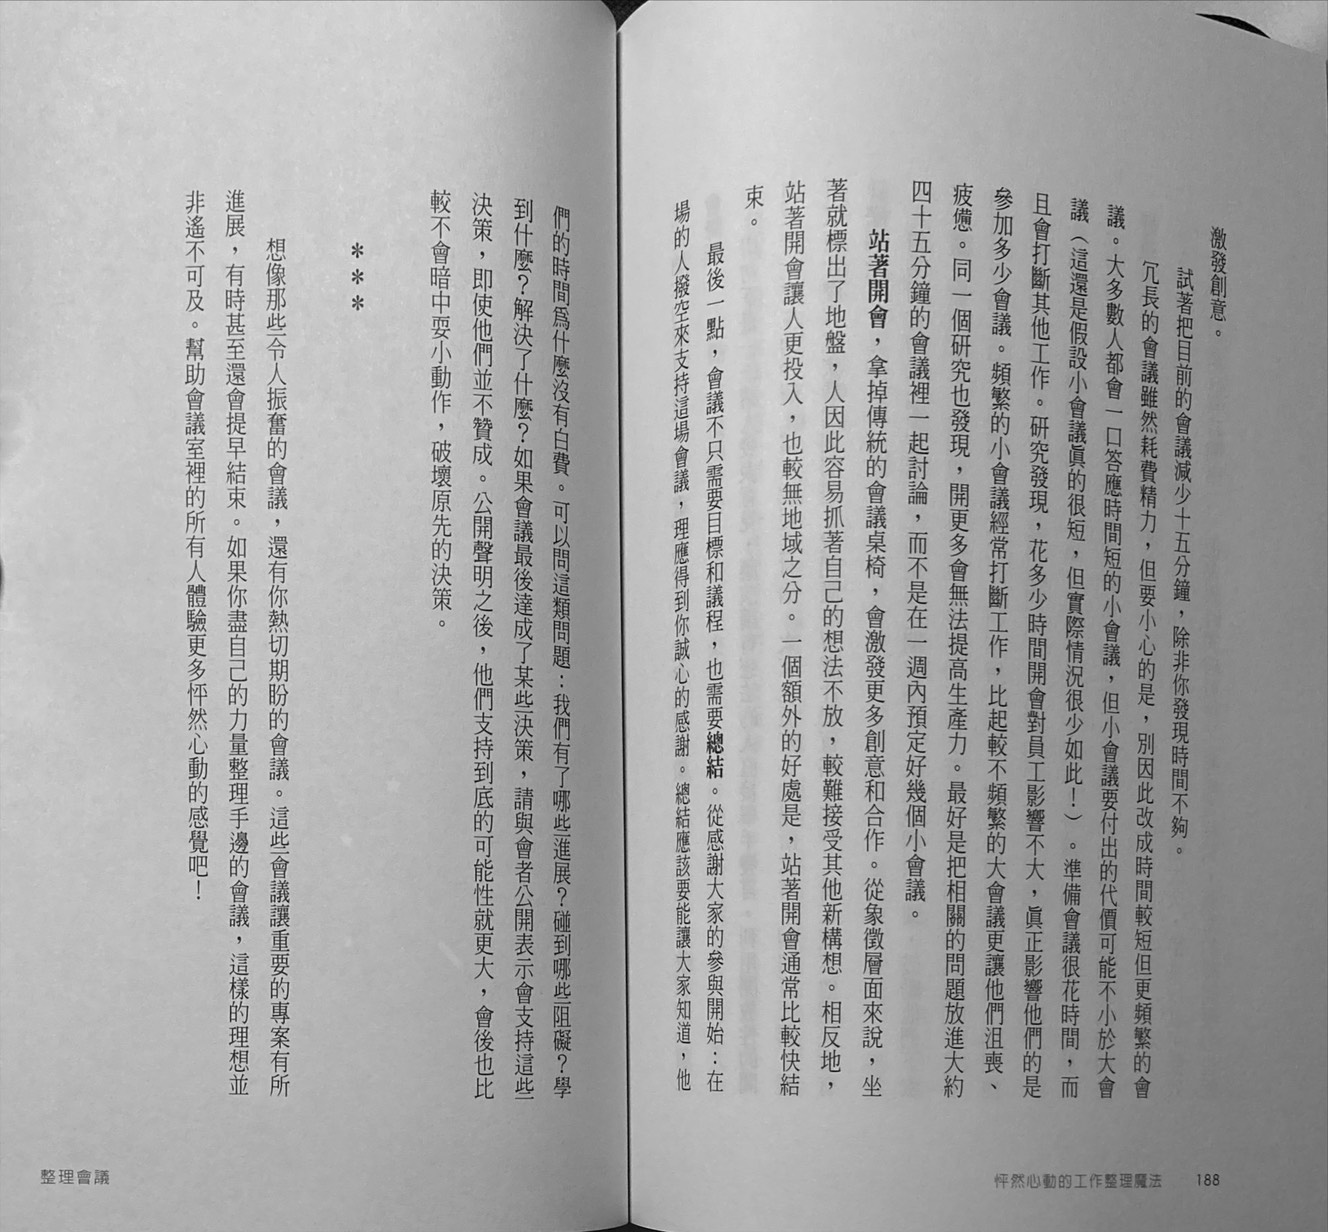 激發創意。
試著把目前的會議減少十五分鐘，除非你發現時間不夠。
冗長的會議雖然耗費精力，但要小心的是，別因此改成時間較短但更頻繁的會
議。大多數人都會一口答應時間短的小會議，但小會議要付出的代價可能不小於大會
議（這還是假設小會議真的很短，但實際情況很少如此！）。準備會議很花時間，而
且會打斷其他工作。研究發現，花多少時間開會對員工影響不大，真正影響他們的是
參加多少會議。頻繁的小會議經常打斷工作，比起較不頻繁的大會議更讓他們沮喪、
疲憊。同一個研究也發現，開更多會無法提高生產力。最好是把相關的問題放進大約
四十五分鐘的會議裡一起討論，而不是在一週內預定好幾個小會議。
站著開會，拿掉傳統的會議桌椅，會激發更多創意和合作。從象徵層面來說，坐
著就標出了地盤，人因此容易抓著自己的想法不放，較難接受其他新構想。相反地，
站著開會讓人更投入，也較無地域之分。一個額外的好處是，站著開會通常比較快結
束。
最後一點，會議不只需要目標和議程，也需要總結。從感謝大家的參與開始：在
場的人撥空來支持這場會議，理應得到你誠心的感謝。總結應該要能讓大家知道，他
怦然心動的工作整理魔法 188
們的時間為什麼沒有白費。可以問這類問題：我們有了哪些進展？碰到哪些阻礙？學
到什麼？解決了什麼？如果會議最後達成了某些決策，請與會者公開表示會支持這些
決策，即使他們並不贊成。公開聲明之後，他們支持到底的可能性就更大，會後也比
較不會暗中耍小動作，破壞原先的決策。
＊＊＊
想像那些令人振奮的會議，還有你熱切期盼的會議。這些會議讓重要的專案有所
進展，有時甚至還會提早結束。如果你盡自己的力量整理手邊的會議，這樣的理想並
非遙不可及。幫助會議室裡的所有人體驗更多怦然心動的感覺吧！
整理會議